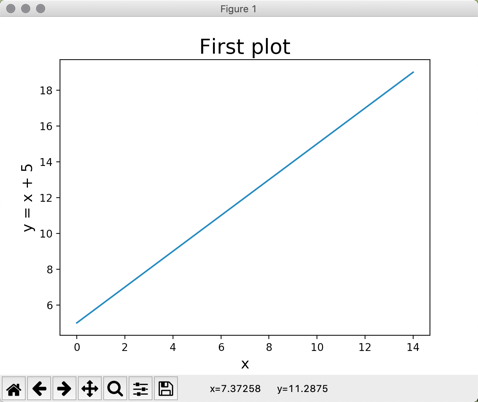 Figure 1
First plot
y = x + 5
18
16
14
12
10
8
6
0 2 4 6 8 10 12 14
x
x=7.37258 y=11.2875